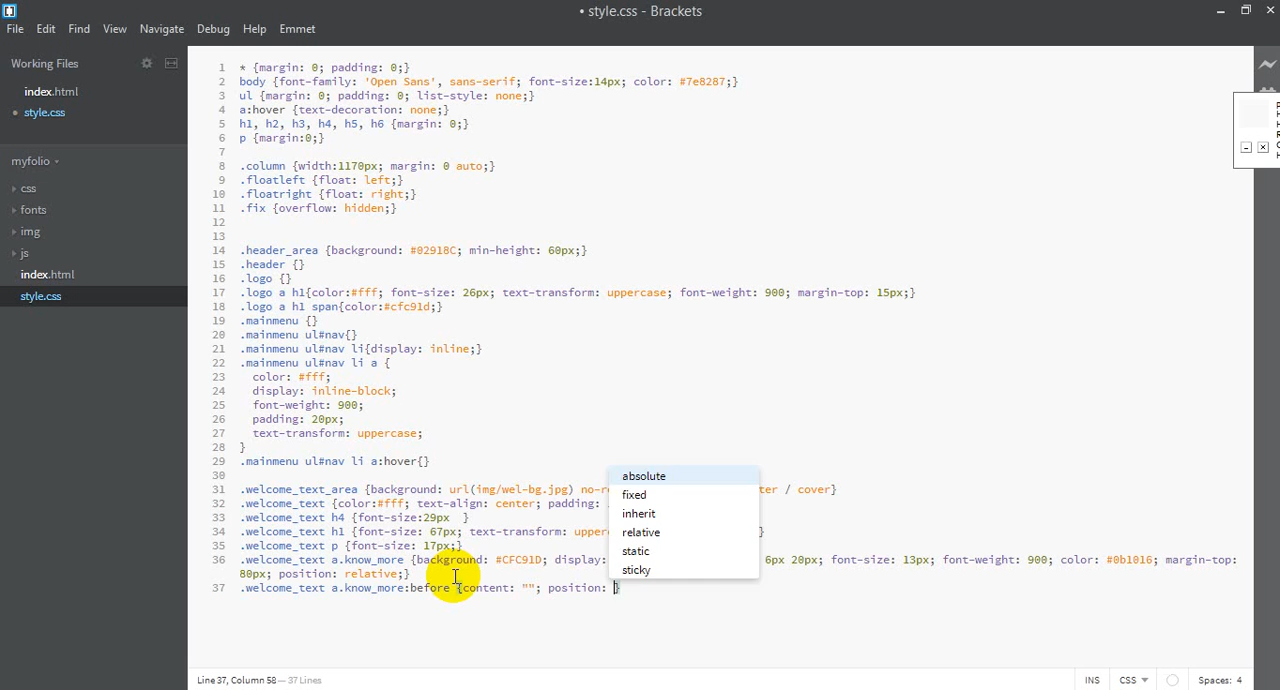 • style.css - Brackets
File Edit Find View Navigate Debug Help Emmet
Working Files
index.html
• style.css
myfolio
css
fonts
img
js
index.html
style.css
1 * {margin: 0; padding: 0;}
2 body {font-family: 'Open Sans', sans-serif; font-size:14px; color: #7e8287;}
3 ul {margin: 0; padding: 0; list-style: none;}
4 a:hover {text-decoration: none;}
5 h1, h2, h3, h4, h5, h6 {margin: 0;}
6 p {margin:0;}
7
8 .column {width:1170px; margin: 0 auto;}
9 .floatleft {float: left;}
10 .floatright {float: right;}
11 .fix {overflow: hidden;}
12
13
14 .header_area {background: #02918C; min-height: 60px;}
15 .header {}
16 .logo {}
17 .logo a h1{color:#fff; font-size: 26px; text-transform: uppercase; font-weight: 900; margin-top: 15px;}
18 .logo a h1 span{color:#cfc91d;}
19 .mainmenu {}
20 .mainmenu ul#nav{}
21 .mainmenu ul#nav li{display: inline;}
22 .mainmenu ul#nav li a {
23 color: #fff;
24 display: inline-block;
25 font-weight: 900;
26 padding: 20px;
27 text-transform: uppercase;
28 }
29 .mainmenu ul#nav li a:hover{}
30
31 .welcome_text_area {background: url(img/wel-bg.jpg) no-re ter / cover}
32 .welcome_text {color:#fff; text-align: center; padding:
33 .welcome_text h4 {font-size:29px }
34 .welcome_text h1 {font-size: 67px; text-transform: upper }
35 .welcome_text p {font-size: 17px;}
36 .welcome_text a.know_more {background: #CFC91D; display: 6px 20px; font-size: 13px; font-weight: 900; color: #0b1016; margin-top:
80px; position: relative;}
37 .welcome_text a.know_more:before {content: ""; position: }
absolute
fixed
inherit
relative
static
sticky
Line 37, Column 58 — 37 Lines
INS CSS Spaces: 4